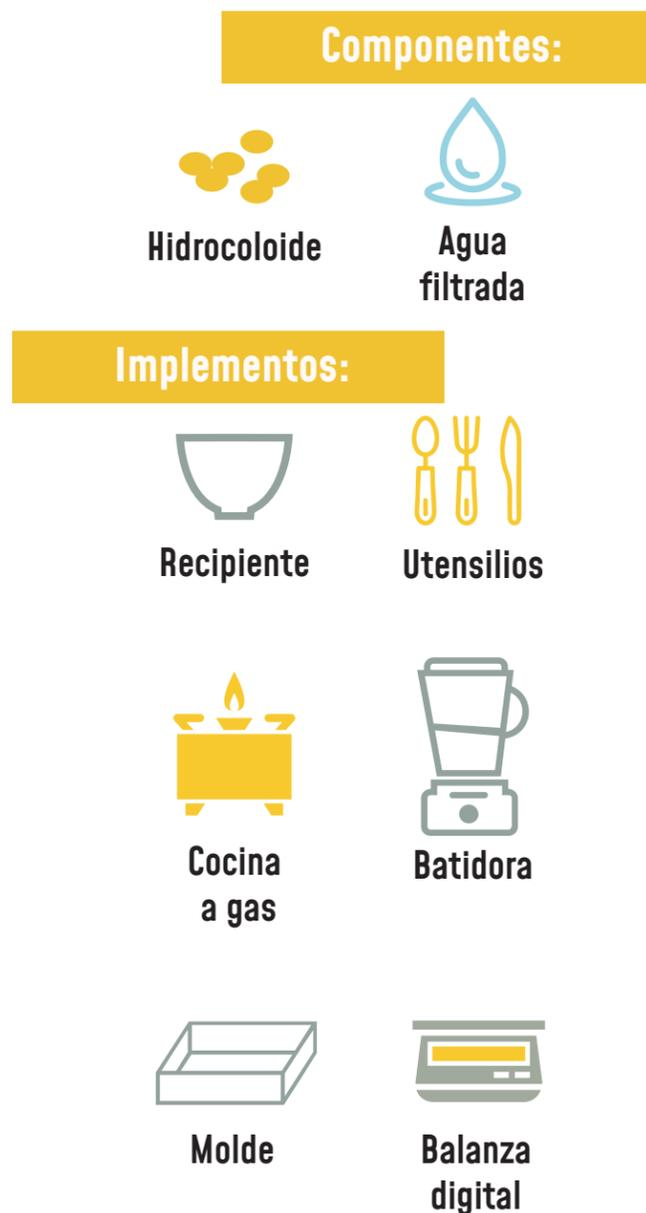 Componentes:
Hidrocoloide
Agua
filtrada
Implementos:
Recipiente
Utensilios
Cocina
a gas
Batidora
Molde
Balanza
digital